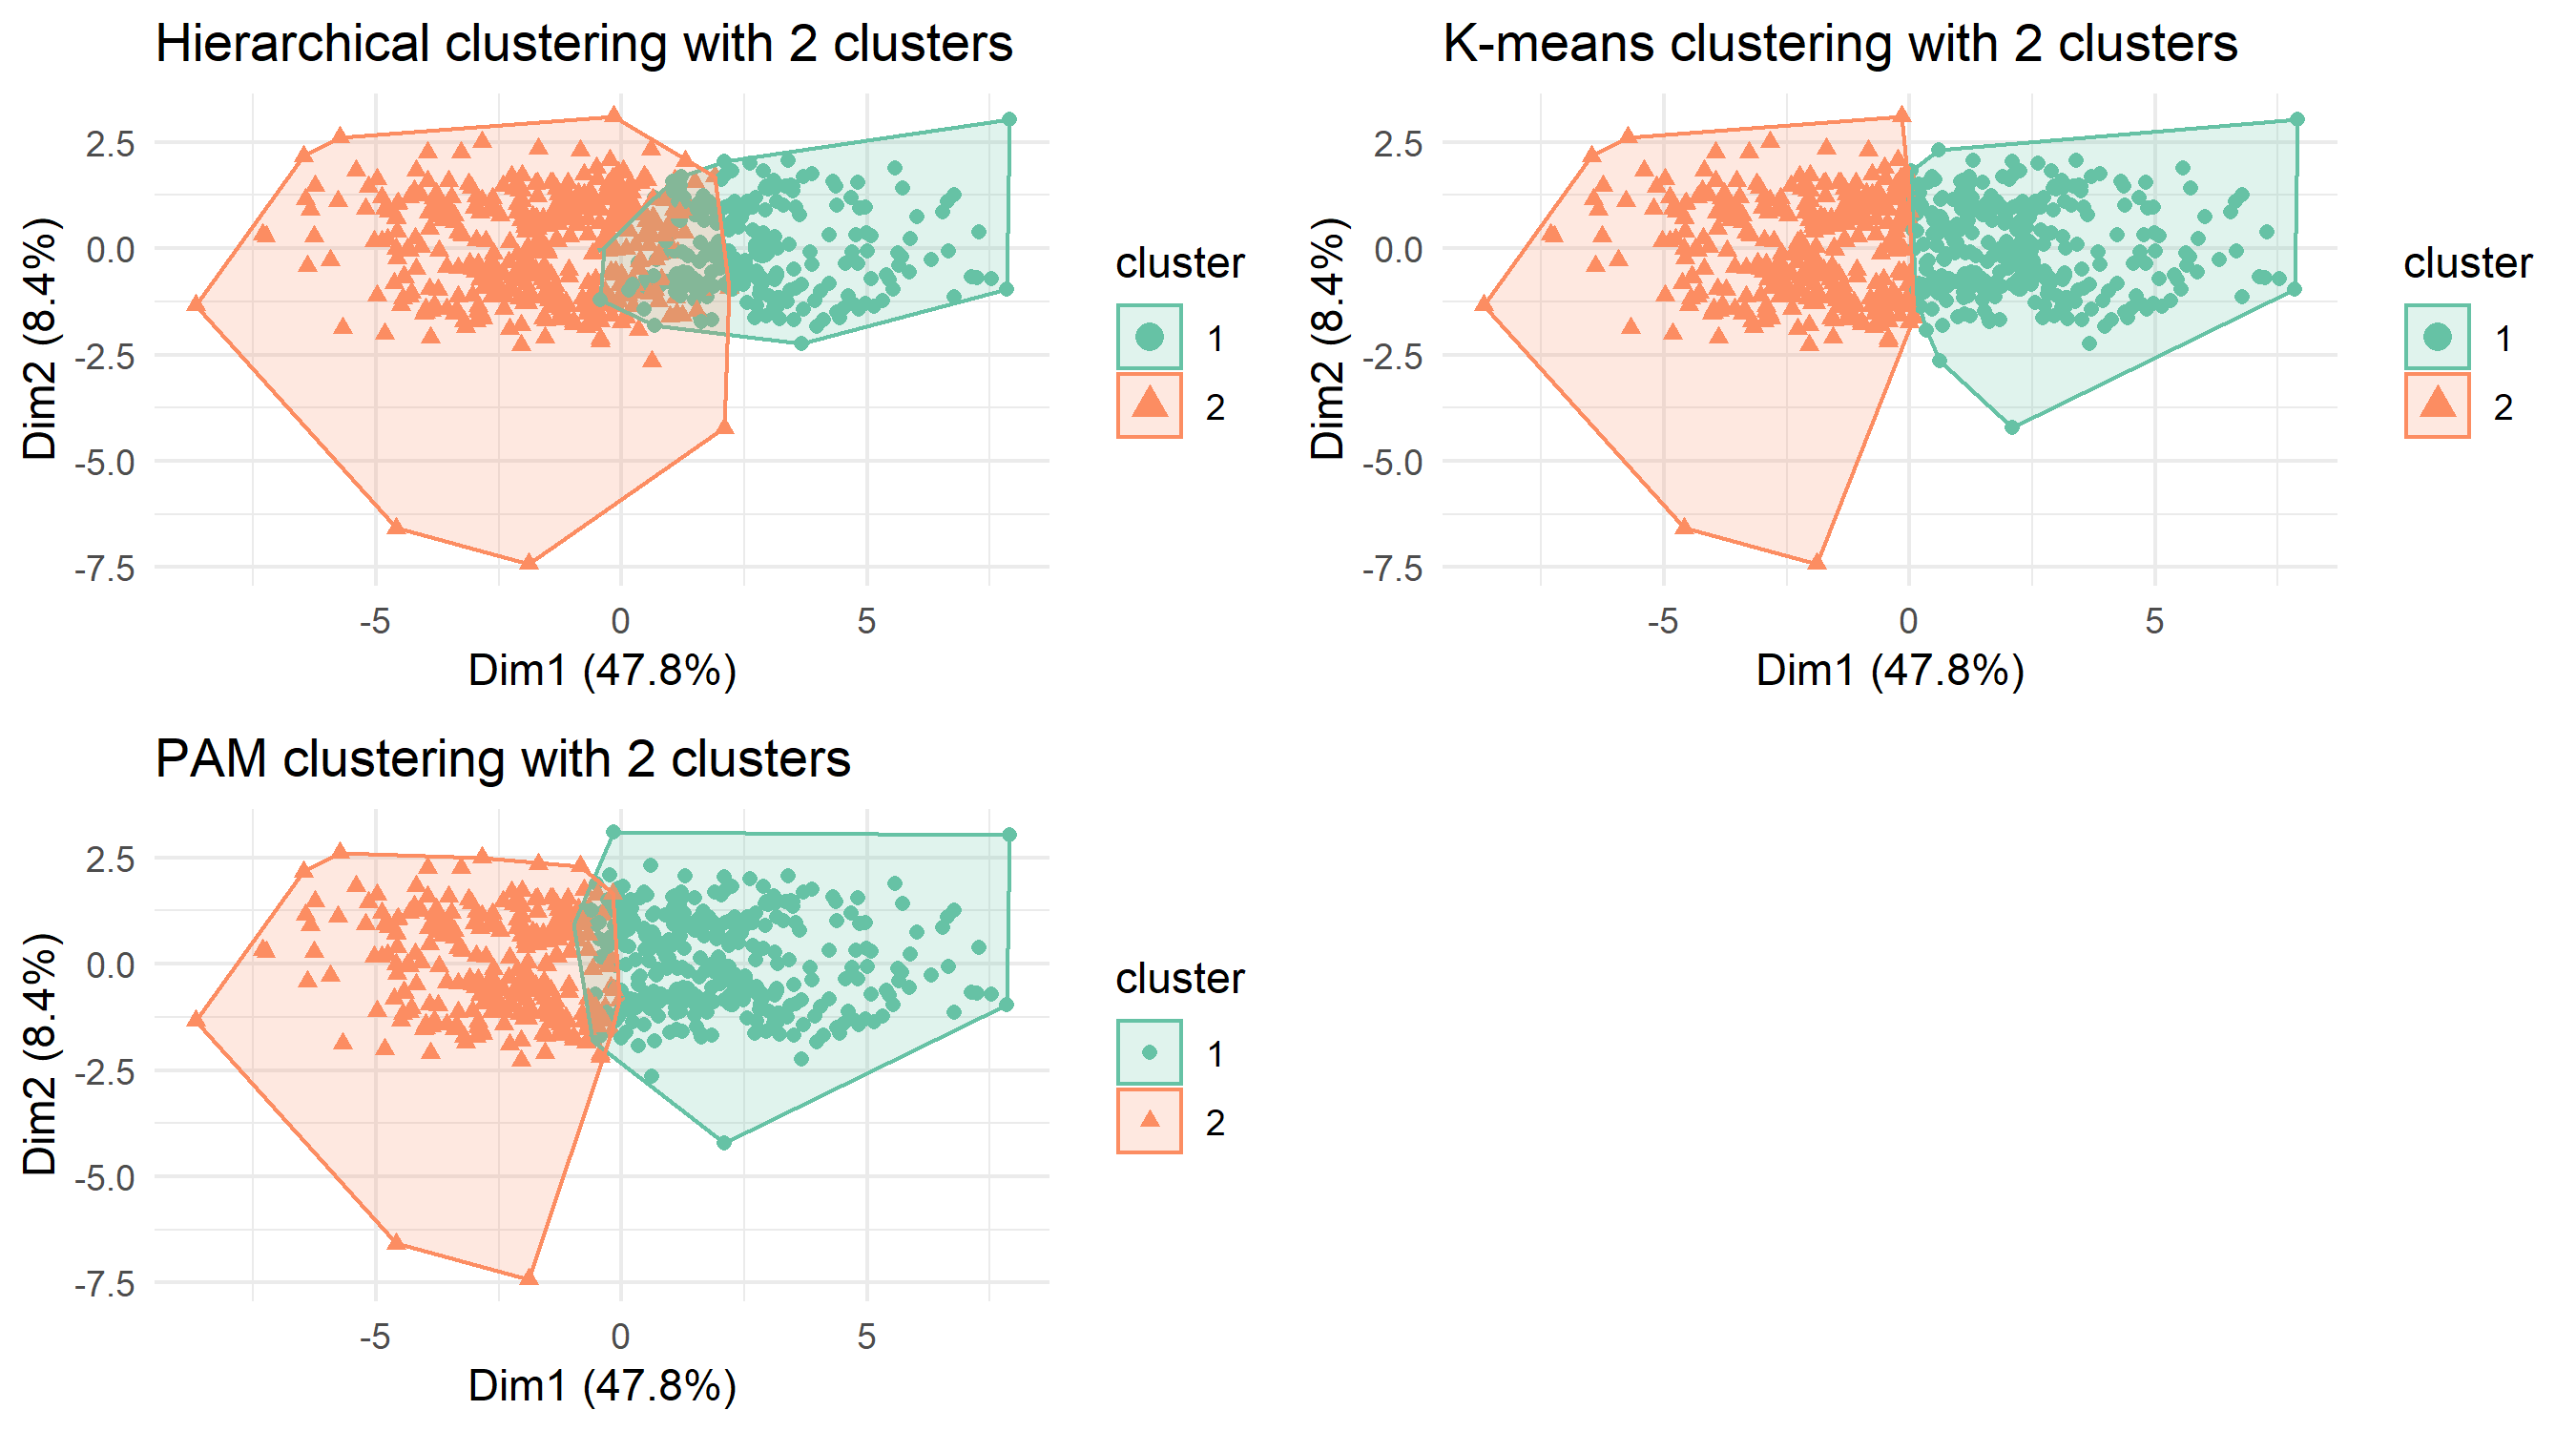 Hierarchical clustering with 2 clusters
2.5
0.0
-2.5
-5.0
-7.5
Dim2 (8.4%)
-5 0 5
Dim1 (47.8%)
cluster
1
2
K-means clustering with 2 clusters
2.5
0.0
-2.5
-5.0
-7.5
Dim2 (8.4%)
-5 0 5
Dim1 (47.8%)
cluster
1
2
PAM clustering with 2 clusters
2.5
0.0
-2.5
-5.0
-7.5
Dim2 (8.4%)
-5 0 5
Dim1 (47.8%)
cluster
1
2